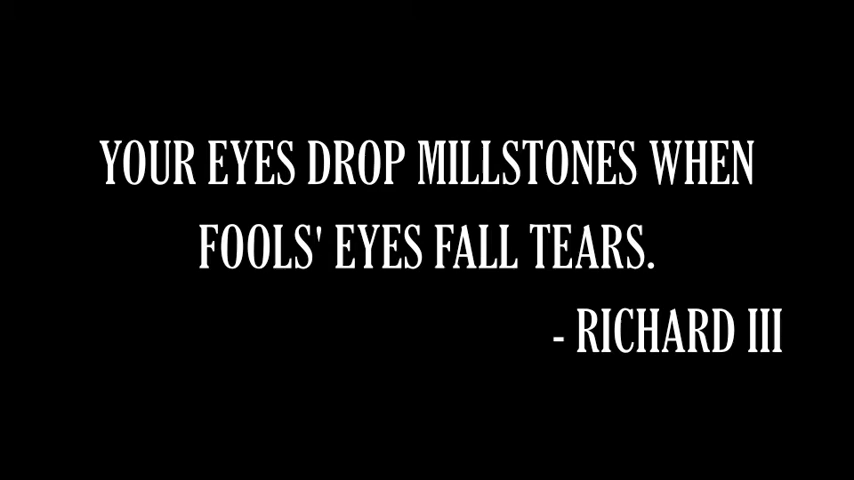 YOUR EYES DROP MILLSTONES WHEN
FOOLS' EYES FALL TEARS.
- RICHARD III